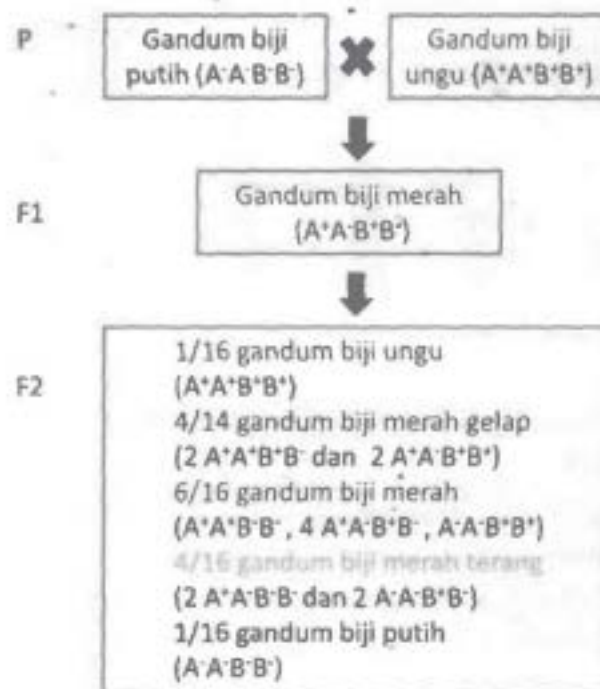 P
Gandum biji
putih (A⁻A⁻B⁻B⁻)
Gandum biji
ungu (A⁺A⁺B⁺B⁺)
F1
Gandum biji merah
(A⁺A⁻B⁺B⁻)
F2
1/16 gandum biji ungu
(A⁺A⁺B⁺B⁺)
4/14 gandum biji merah gelap
(2 A⁺A⁺B⁺B⁻ dan 2 A⁺A⁻B⁺B⁺)
6/16 gandum biji merah
(A⁺A⁺B⁻B⁻, 4 A⁺A⁻B⁺B⁻, A⁻A⁻B⁺B⁺)
4/16 gandum biji merah terang
(2 A⁺A⁻B⁻B⁻ dan 2 A⁻A⁻B⁺B⁻)
1/16 gandum biji putih
(A⁻A⁻B⁻B⁻)